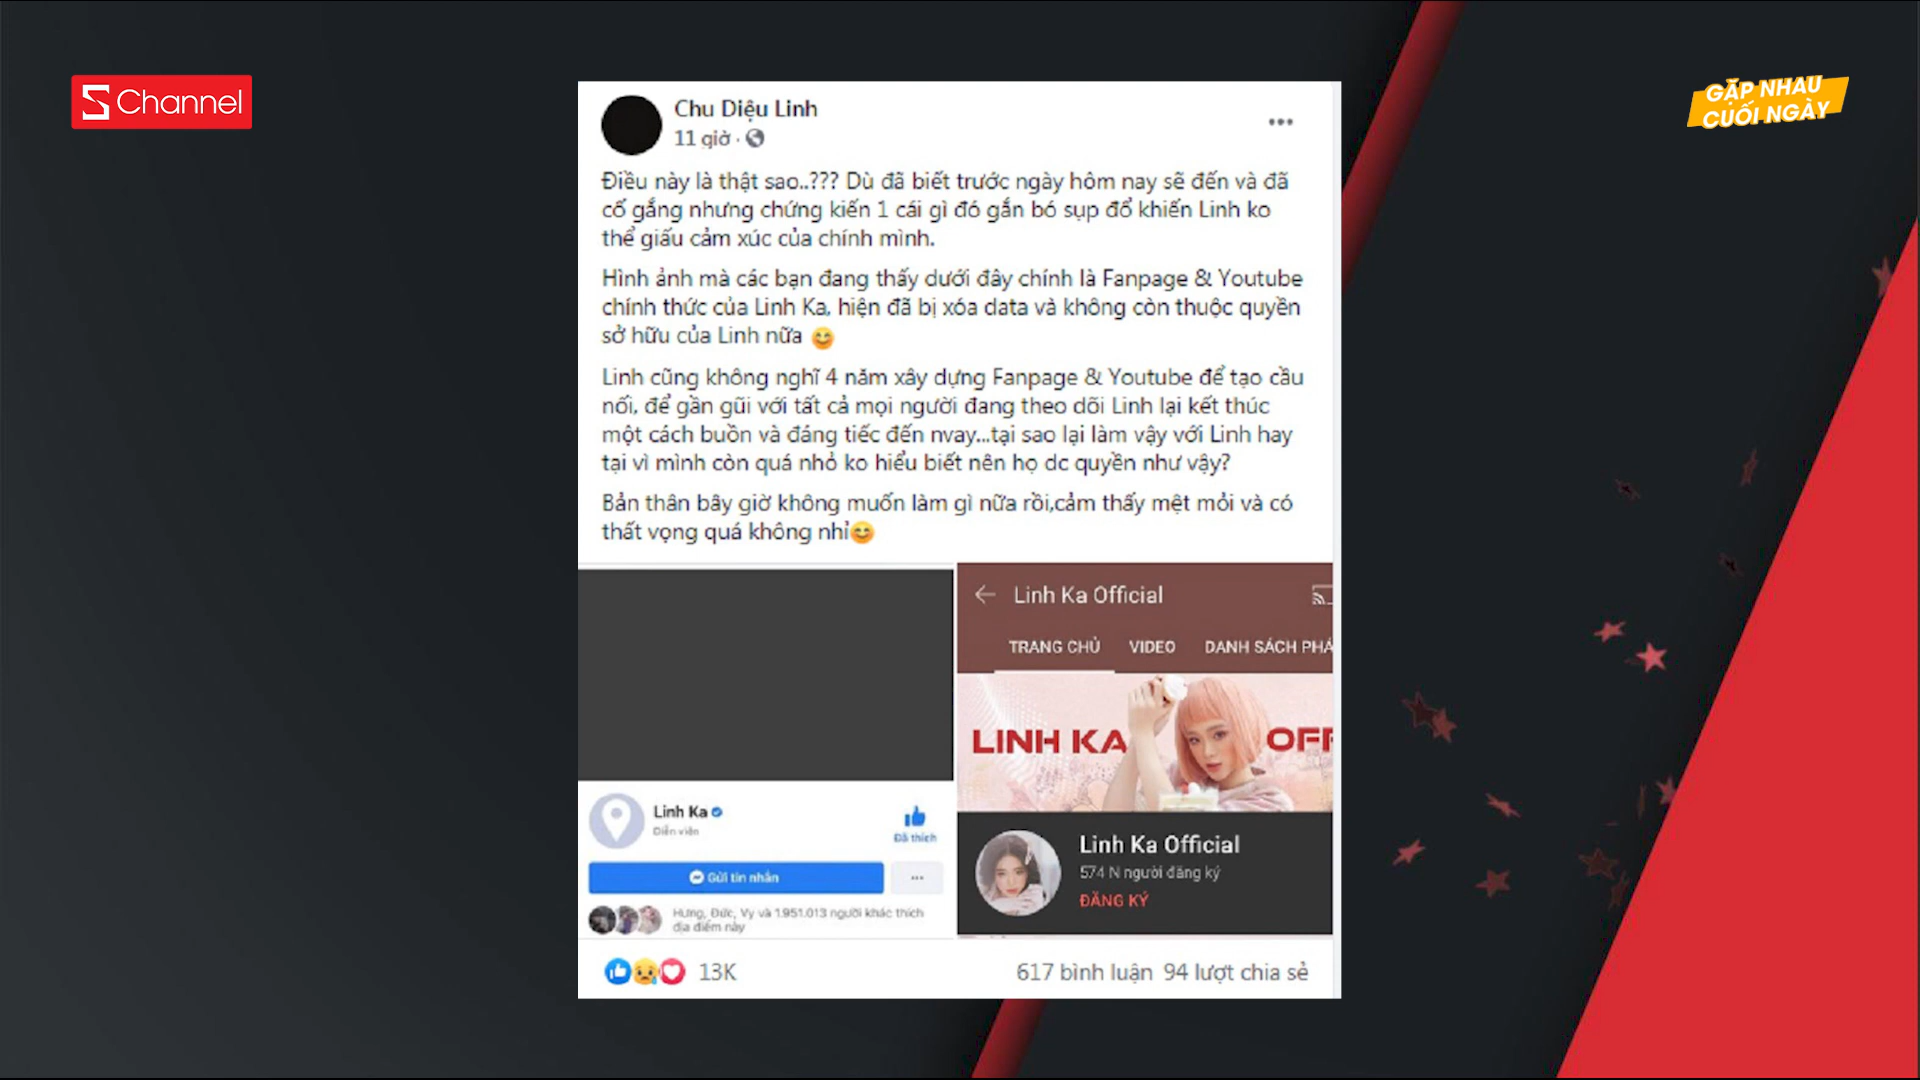 S Channel
GẶP NHAU
CUỐI NGÀY
Chu Diệu Linh
11 giờ ·
Điều này là thật sao..??? Dù đã biết trước ngày hôm nay sẽ đến và đã
cố gắng nhưng chứng kiến 1 cái gì đó gắn bó sụp đổ khiến Linh ko
thể giấu cảm xúc của chính mình.
Hình ảnh mà các bạn đang thấy dưới đây chính là Fanpage & Youtube
chính thức của Linh Ka, hiện đã bị xóa data và không còn thuộc quyền
sở hữu của Linh nữa 😊
Linh cũng không nghĩ 4 năm xây dựng Fanpage & Youtube để tạo cầu
nối, để gần gũi với tất cả mọi người đang theo dõi Linh lại kết thúc
một cách buồn và đáng tiếc đến nvay...tại sao lại làm vậy với Linh hay
tại vì mình còn quá nhỏ ko hiểu biết nên họ dc quyền như vậy?
Bản thân bây giờ không muốn làm gì nữa rồi,cảm thấy mệt mỏi và có
thất vọng quá không nhỉ😊
Linh Ka
Diễn viên
Đã thích
Gửi tin nhắn
Hưng, Đức, Vy và 1.951.013 người khác thích
địa điểm này
Linh Ka Official
TRANG CHỦ VIDEO DANH SÁCH PHÁ
LINH KA OFF
Linh Ka Official
574 N người đăng ký
ĐĂNG KÝ
13K
617 bình luận 94 lượt chia sẻ